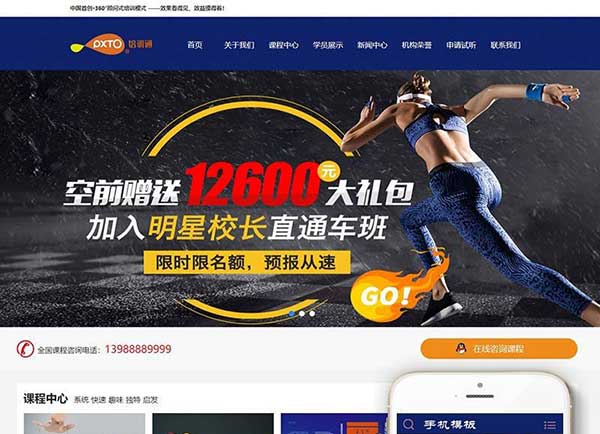 中国首创-360°顾问式培训模式 ——效果看得见，效益摸得着！
PXTO 培训通
首页 关于我们 课程中心 学员展示 新闻中心 机构荣誉 申请试听 联系我们
空前赠送12600元大礼包
加入明星校长直通车班
限时限名额，预报从速
GO!
全国课程咨询电话：13988889999
在线咨询课程
课程中心 系统 快速 趣味 独特 启发
手机模板